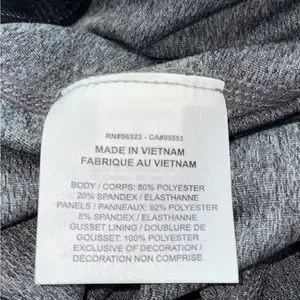 RN#56323 - CA#05553
MADE IN VIETNAM
FABRIQUE AU VIETNAM
BODY / CORPS: 80% POLYESTER
20% SPANDEX / ELASTHANNE
PANELS / PANNEAUX: 92% POLYESTER
8% SPANDEX / ELASTHANNE
GUSSET LINING / DOUBLURE DE
GOUSSET: 100% POLYESTER
EXCLUSIVE OF DECORATION /
DECORATION NON COMPRISE